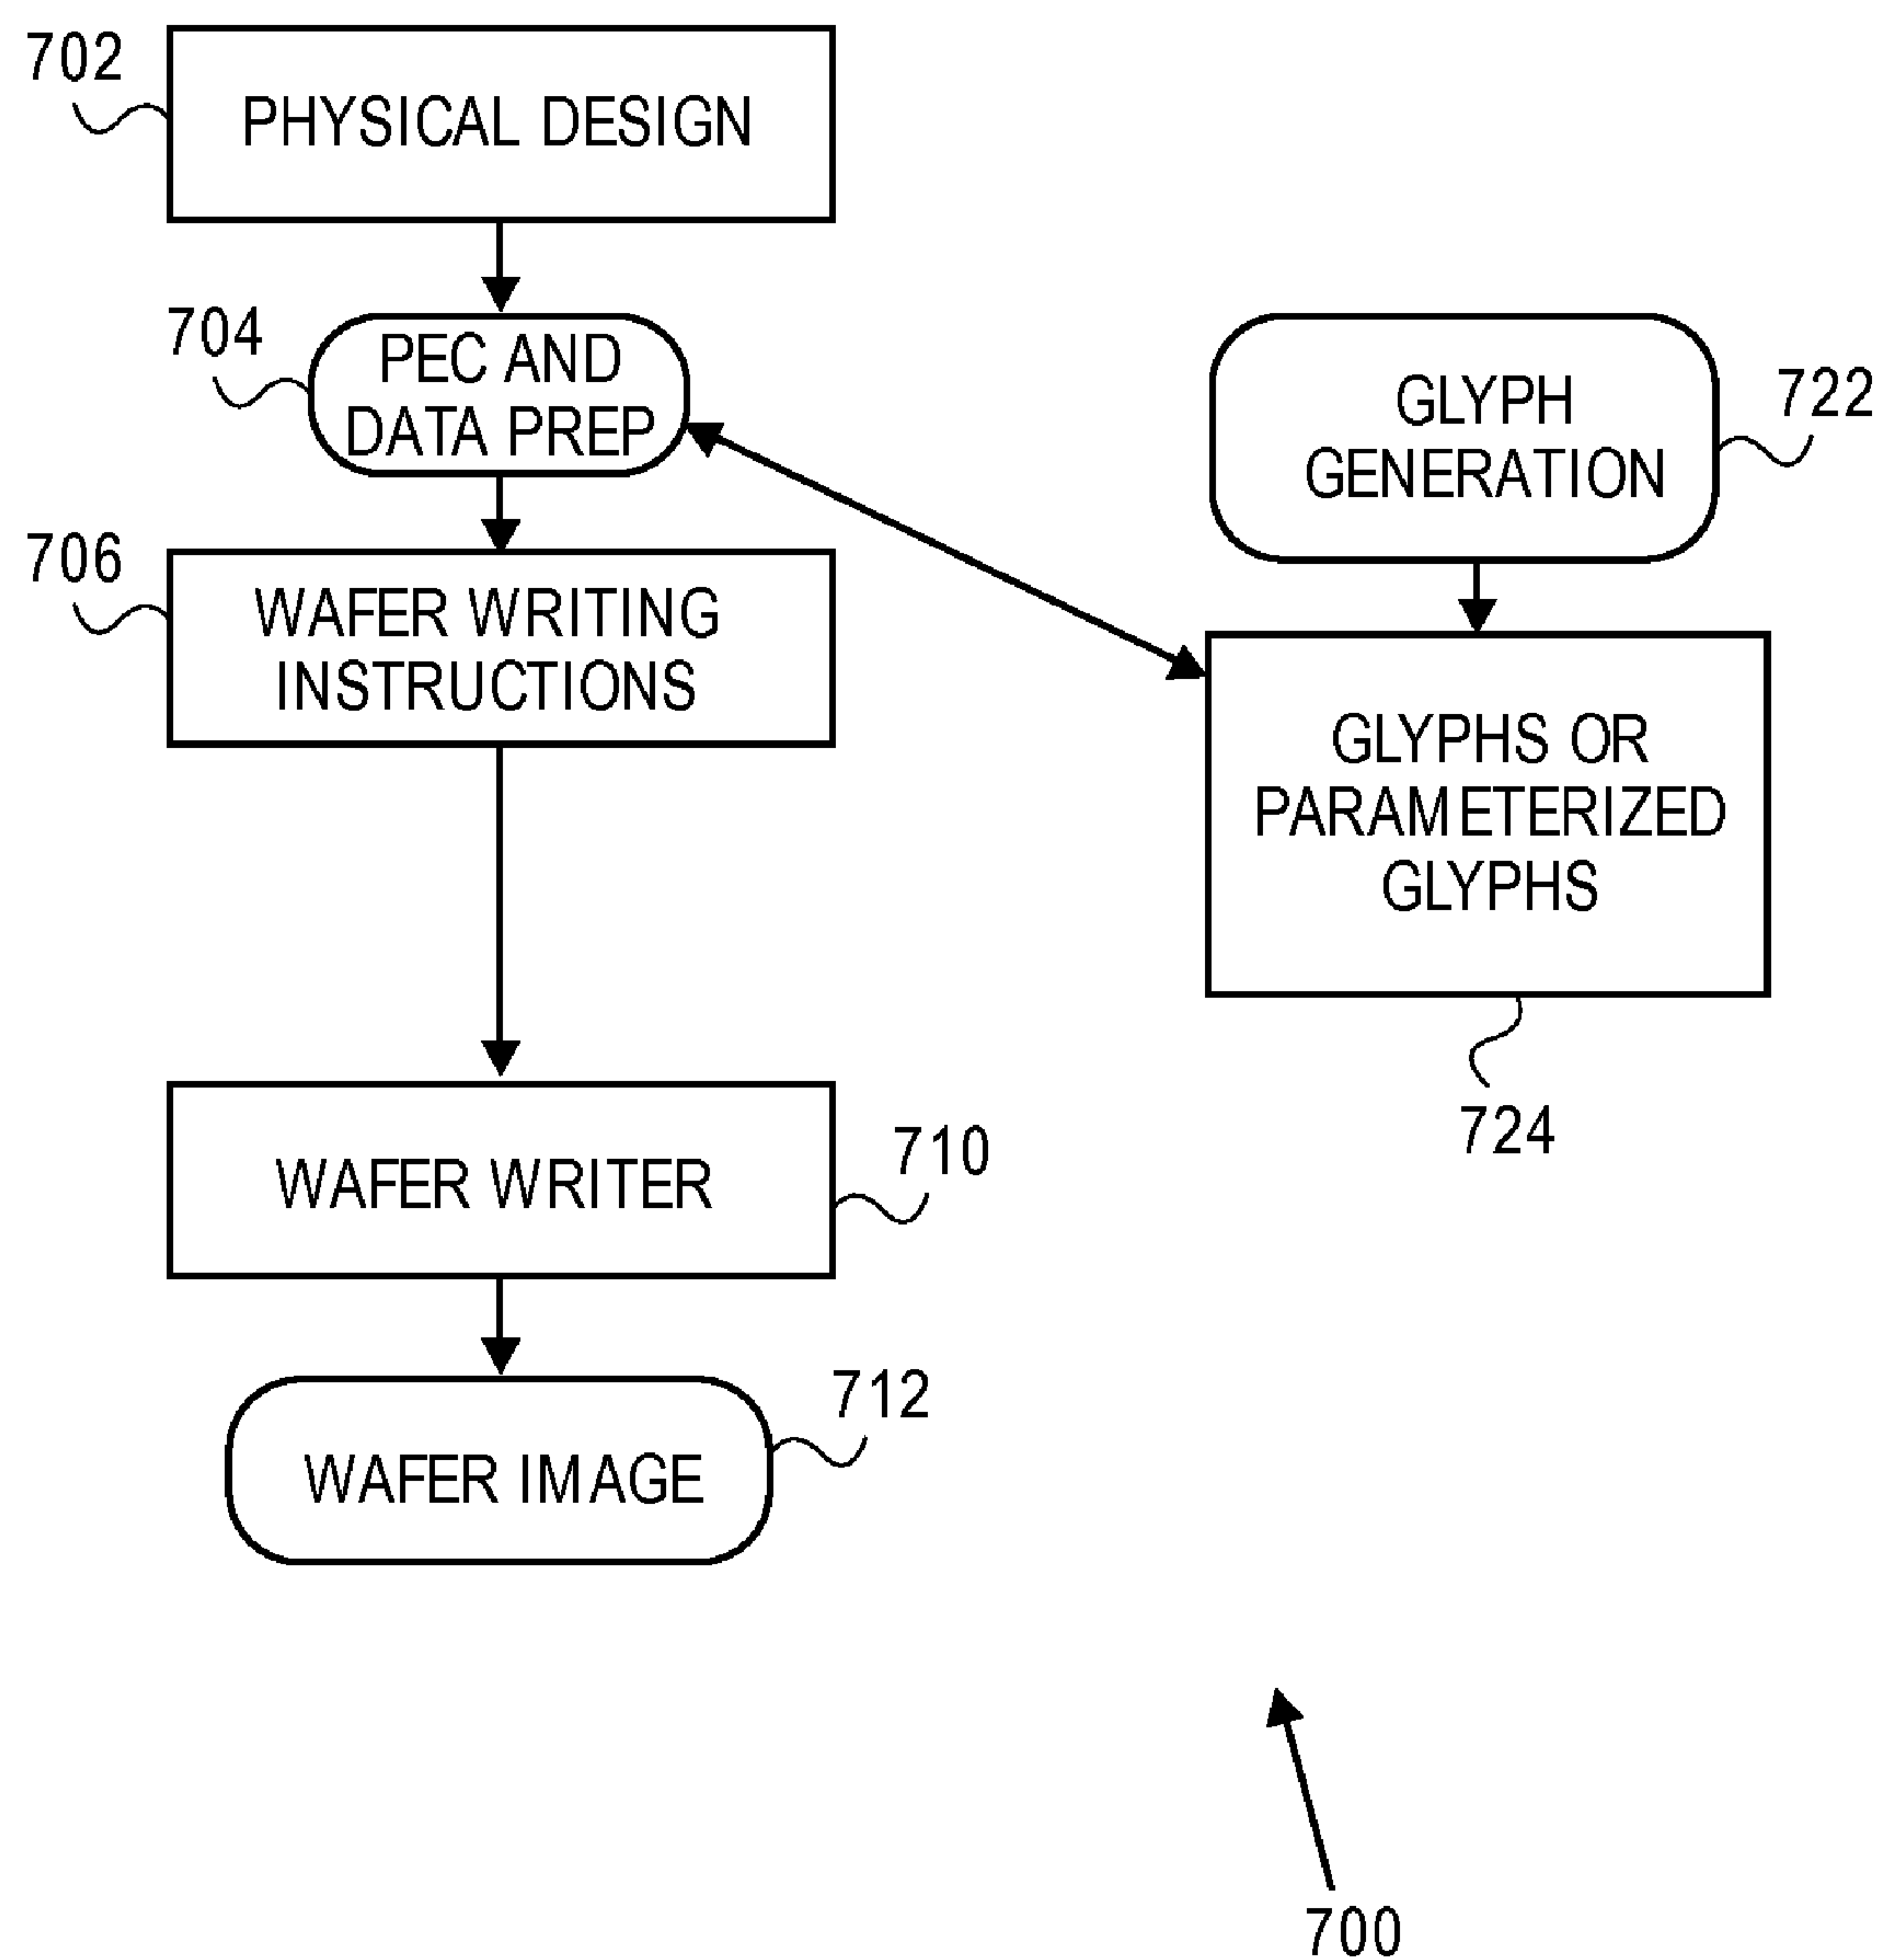 702
PHYSICAL DESIGN
704
PEC AND
DATA PREP
GLYPH
GENERATION
722
706
WAFER WRITING
INSTRUCTIONS
GLYPHS OR
PARAMETERIZED
GLYPHS
724
WAFER WRITER
710
712
WAFER IMAGE
700